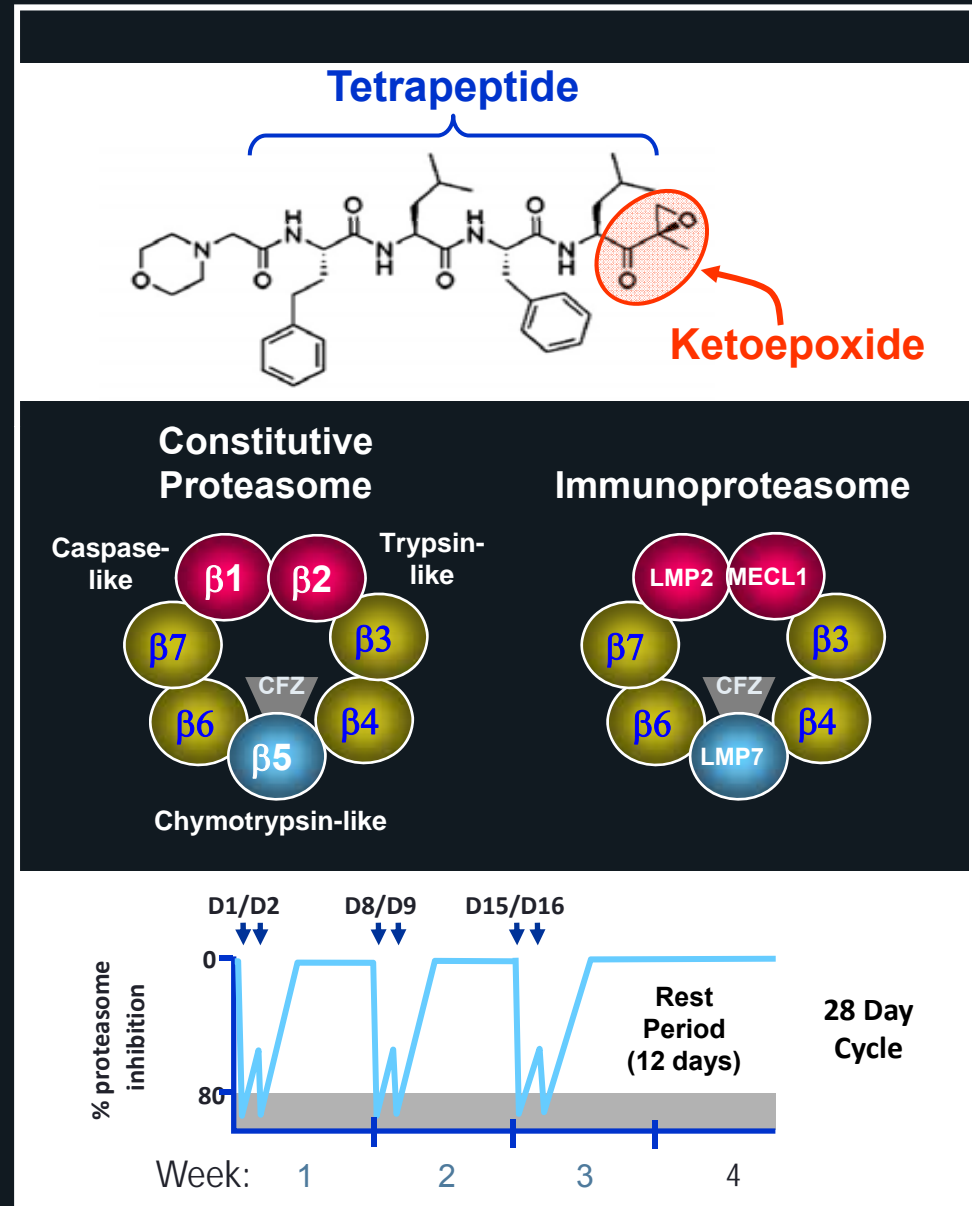 Tetrapeptide
O
N
O
H
N
O
N
H
O
H
N
O
N
H
O
O
Ketoepoxide
Constitutive
Proteasome
Immunoproteasome
Caspase-
like
Trypsin-
like
β1
β2
β7
β3
CFZ
β6
β4
β5
Chymotrypsin-like
LMP2
MECL1
β7
β3
CFZ
β6
β4
LMP7
D1/D2
D8/D9
D15/D16
% proteasome
inhibition
0
80
Rest
Period
(12 days)
28 Day
Cycle
Week: 1 2 3 4